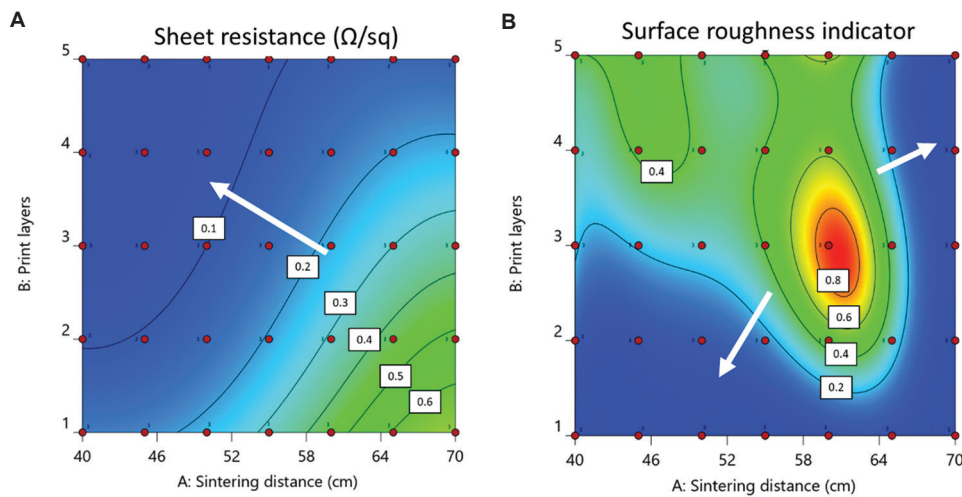 A
Sheet resistance (Ω/sq)
5
4
3
2
1
B: Print layers
0.1
0.2
0.3
0.4
0.5
0.6
40 46 52 58 64 70
A: Sintering distance (cm)
B
Surface roughness indicator
5
4
3
2
1
B: Print layers
0.4
0.8
0.6
0.4
0.2
40 46 52 58 64 70
A: Sintering distance (cm)